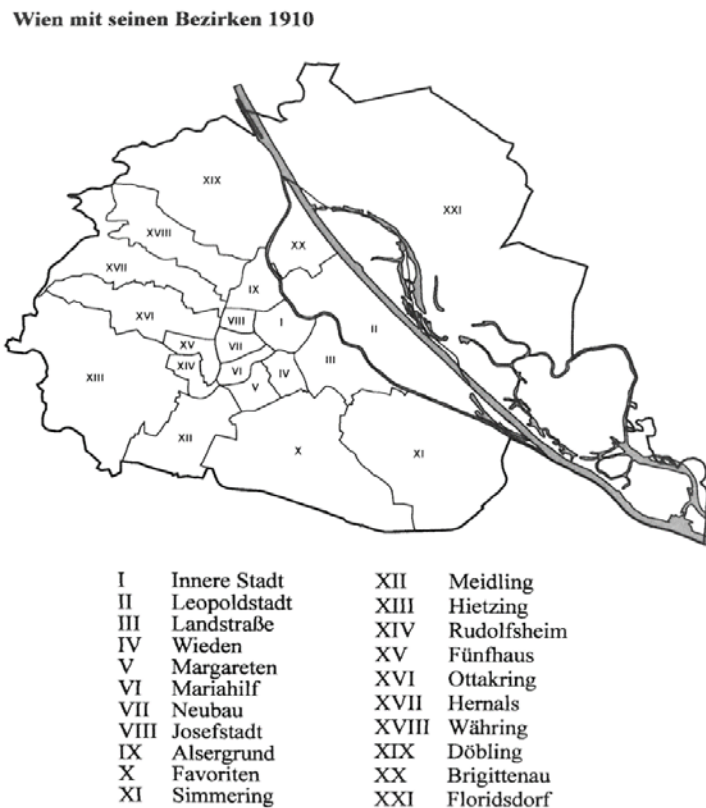 Wien mit seinen Bezirken 1910
XIX
XXI
XVIII
XX
XVII
IX
XVI
VIII
I
II
XV
VII
XIV
VI
III
XIII
V
IV
XII
X
XI
I Innere Stadt
II Leopoldstadt
III Landstraße
IV Wieden
V Margareten
VI Mariahilf
VII Neubau
VIII Josefstadt
IX Alsergrund
X Favoriten
XI Simmering
XII Meidling
XIII Hietzing
XIV Rudolfsheim
XV Fünfhaus
XVI Ottakring
XVII Hernals
XVIII Währing
XIX Döbling
XX Brigittenau
XXI Floridsdorf